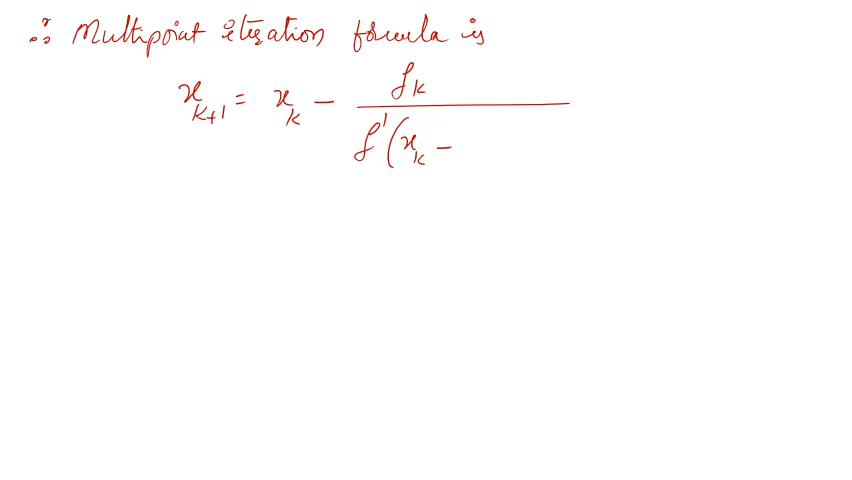 ∴ Multipoint iteration formula is
x_{k+1} = x_k - f_k
f'(x_k -